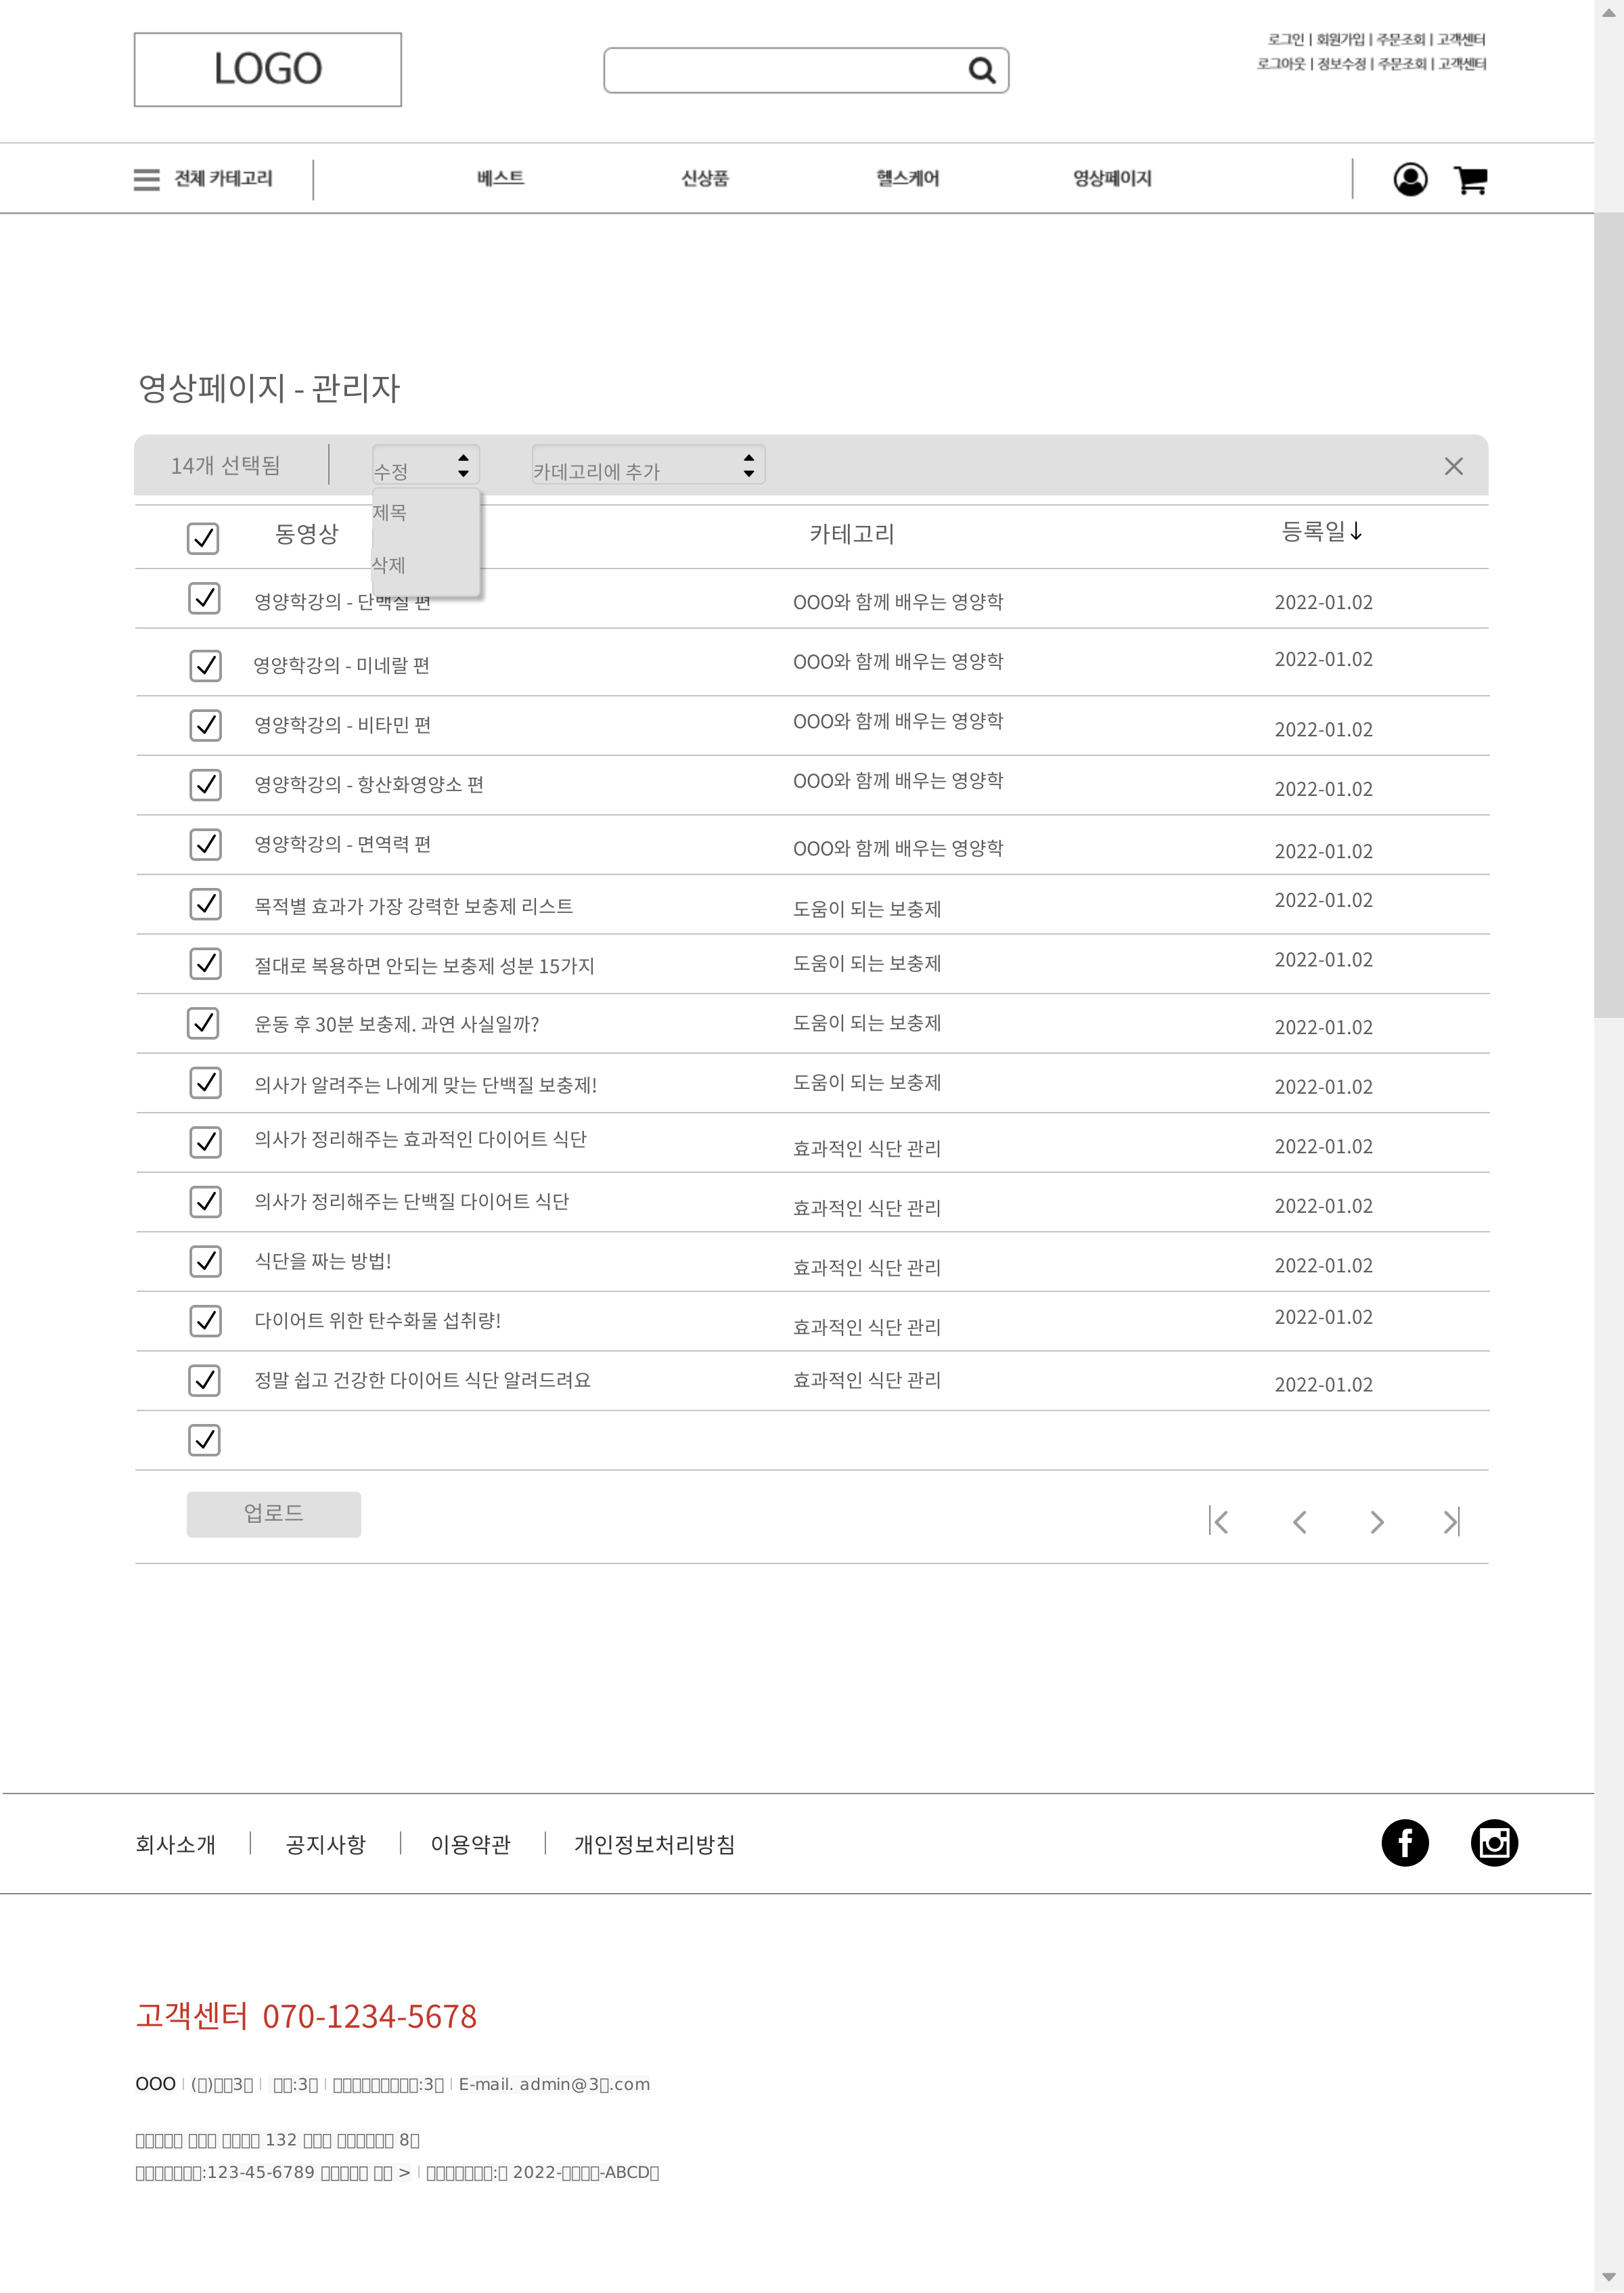 LOGO
로그인 | 회원가입 | 주문조회 | 고객센터
로그아웃 | 정보수정 | 주문조회 | 고객센터
전체 카테고리 베스트 신상품 헬스케어 영상페이지
영상페이지 - 관리자
14개 선택됨 수정 카데고리에 추가
제목
삭제
동영상 카테고리 등록일↓
영양학강의 - 단백질 편 OOO와 함께 배우는 영양학 2022-01.02
영양학강의 - 미네랄 편 OOO와 함께 배우는 영양학 2022-01.02
영양학강의 - 비타민 편 OOO와 함께 배우는 영양학 2022-01.02
영양학강의 - 항산화영양소 편 OOO와 함께 배우는 영양학 2022-01.02
영양학강의 - 면역력 편 OOO와 함께 배우는 영양학 2022-01.02
목적별 효과가 가장 강력한 보충제 리스트 도움이 되는 보충제 2022-01.02
절대로 복용하면 안되는 보충제 성분 15가지 도움이 되는 보충제 2022-01.02
운동 후 30분 보충제. 과연 사실일까? 도움이 되는 보충제 2022-01.02
의사가 알려주는 나에게 맞는 단백질 보충제! 도움이 되는 보충제 2022-01.02
의사가 정리해주는 효과적인 다이어트 식단 효과적인 식단 관리 2022-01.02
의사가 정리해주는 단백질 다이어트 식단 효과적인 식단 관리 2022-01.02
식단을 짜는 방법! 효과적인 식단 관리 2022-01.02
다이어트 위한 탄수화물 섭취량! 효과적인 식단 관리 2022-01.02
정말 쉽고 건강한 다이어트 식단 알려드려요 효과적인 식단 관리 2022-01.02
업로드
회사소개 | 공지사항 | 이용약관 | 개인정보처리방침
고객센터 070-1234-5678
OOO E-mail.
132
:123-45-6789 >